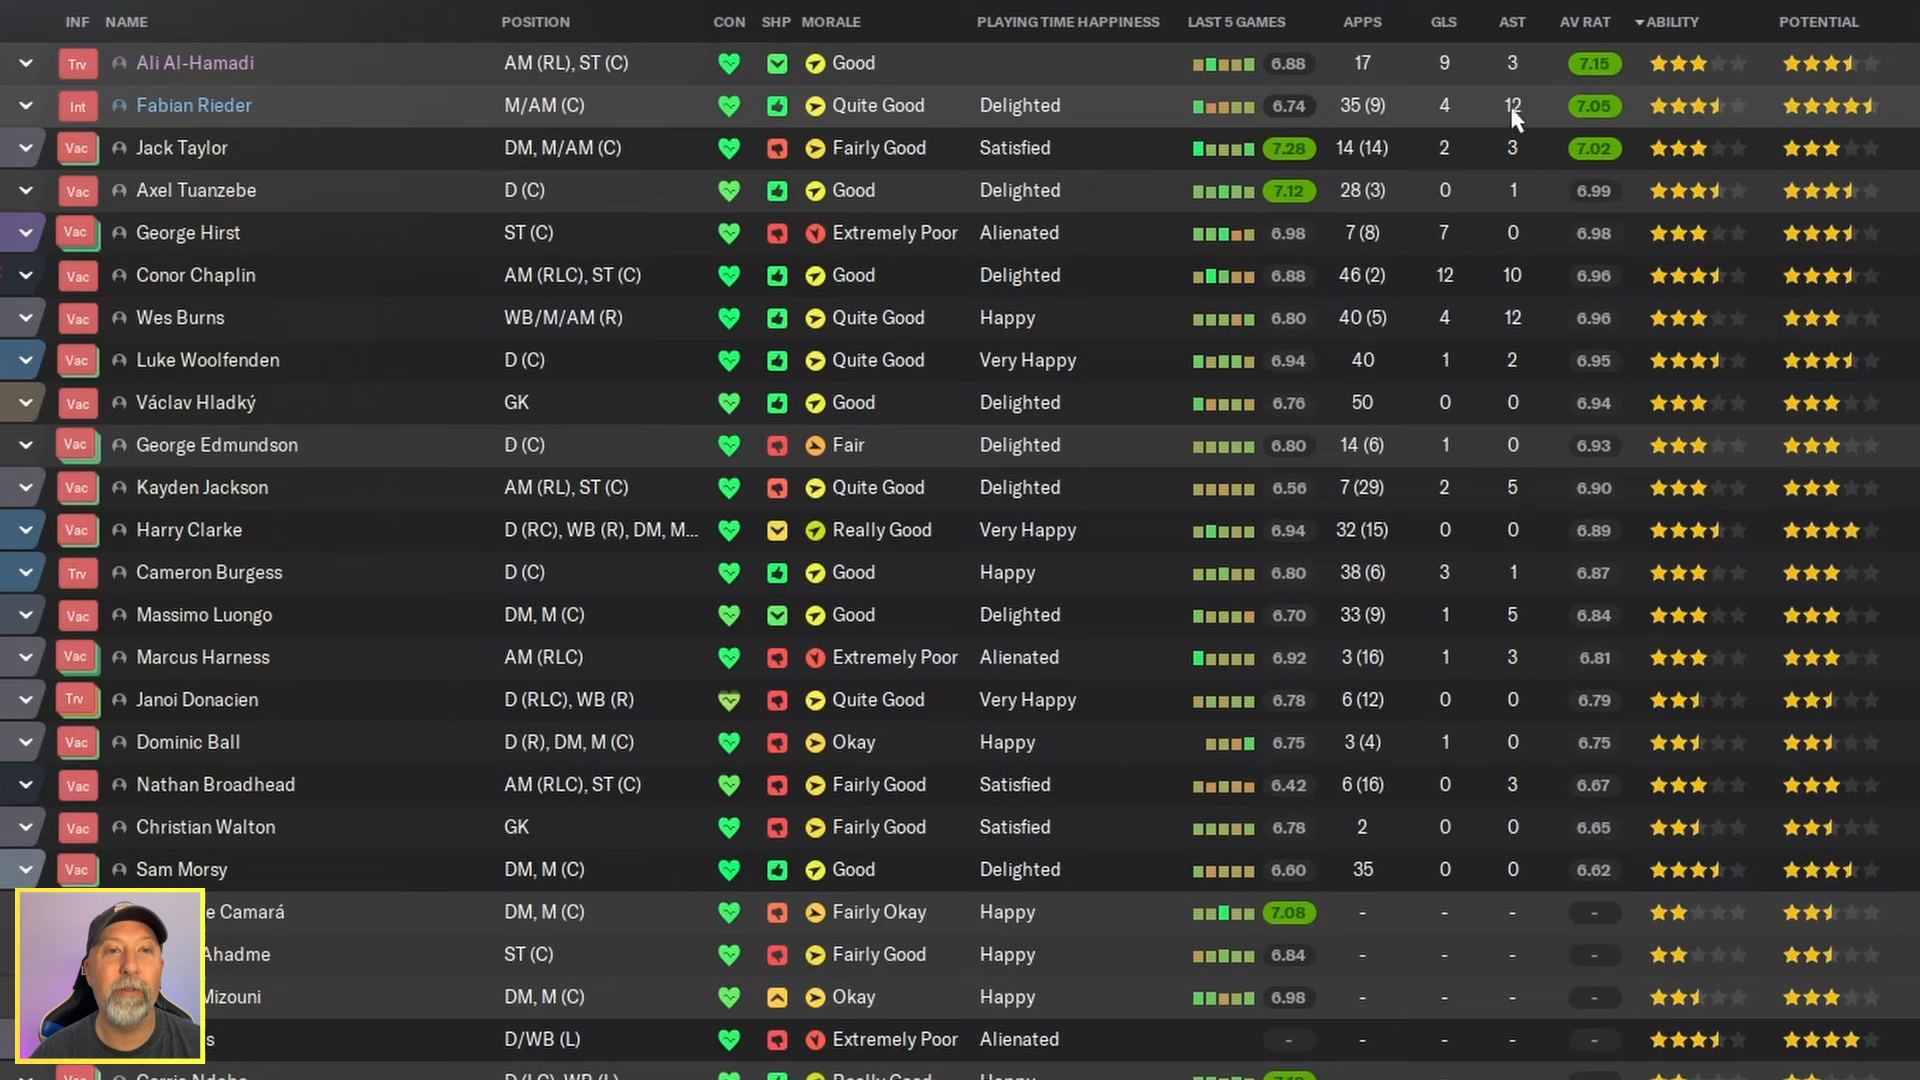 INF NAME POSITION CON SHP MORALE PLAYING TIME HAPPINESS LAST 5 GAMES APPS GLS AST AV RAT ABILITY POTENTIAL
Trv Ali Al-Hamadi AM (RL), ST (C) Good 6.88 17 9 3 7.15
Int Fabian Rieder M/AM (C) Quite Good Delighted 6.74 35 (9) 4 12 7.05
Vac Jack Taylor DM, M/AM (C) Fairly Good Satisfied 7.28 14 (14) 2 3 7.02
Vac Axel Tuanzebe D (C) Good Delighted 7.12 28 (3) 0 1 6.99
Vac George Hirst ST (C) Extremely Poor Alienated 6.98 7 (8) 7 0 6.98
Vac Conor Chaplin AM (RLC), ST (C) Good Delighted 6.88 46 (2) 12 10 6.96
Vac Wes Burns WB/M/AM (R) Quite Good Happy 6.80 40 (5) 4 12 6.96
Vac Luke Woolfenden D (C) Quite Good Very Happy 6.94 40 1 2 6.95
Vac Václav Hladký GK Good Delighted 6.76 50 0 0 6.94
Vac George Edmundson D (C) Fair Delighted 6.80 14 (6) 1 0 6.93
Vac Kayden Jackson AM (RL), ST (C) Quite Good Delighted 6.56 7 (29) 2 5 6.90
Vac Harry Clarke D (RC), WB (R), DM, M... Really Good Very Happy 6.94 32 (15) 0 0 6.89
Trv Cameron Burgess D (C) Good Happy 6.80 38 (6) 3 1 6.87
Vac Massimo Luongo DM, M (C) Good Delighted 6.70 33 (9) 1 5 6.84
Vac Marcus Harness AM (RLC) Extremely Poor Alienated 6.92 3 (16) 1 3 6.81
Trv Janoi Donacien D (RLC), WB (R) Quite Good Very Happy 6.78 6 (12) 0 0 6.79
Vac Dominic Ball D (R), DM, M (C) Okay Happy 6.75 3 (4) 1 0 6.75
Vac Nathan Broadhead AM (RLC), ST (C) Fairly Good Satisfied 6.42 6 (16) 0 3 6.67
Vac Christian Walton GK Fairly Good Satisfied 6.78 2 0 0 6.65
Vac Sam Morsy DM, M (C) Good Delighted 6.60 35 0 0 6.62
e Camará DM, M (C) Fairly Okay Happy 7.08 - - - -
Ahadme ST (C) Fairly Good Happy 6.84 - - - -
Mizouni DM, M (C) Okay Happy 6.98 - - - -
s D/WB (L) Extremely Poor Alienated - - - - -